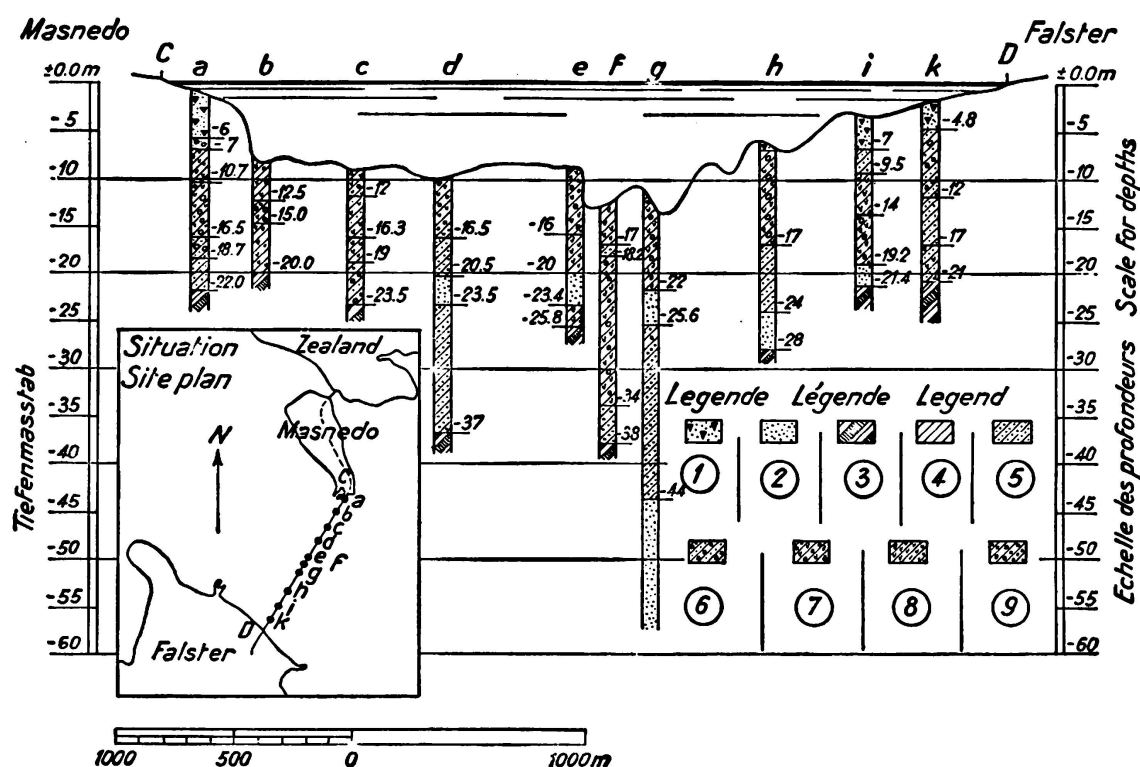 Masnedo
Falster
C a b c d e f g h i k D
±0.0 m
±0.0 m
-5
-10
-15
-20
-25
-30
-35
-40
-45
-50
-55
-60
Tiefenmasstab
-6
-7
-10.7
-16.5
-18.7
-22.0
-12.5
-15.0
-20.0
-12
-16.3
-19
-23.5
-16.5
-20.5
-23.5
-37
-16
-20
-23.4
-25.8
-17
-18.2
-34
-38
-22
-25.6
-44
-17
-24
-28
-7
-9.5
-14
-19.2
-21.4
-4.8
-12
-17
-21
-5
-10
-15
-20
-25
-30
-35
-40
-45
-50
-55
-60
Echelle des profondeurs Scale for depths
Situation
Site plan
Zealand
Masnedo
N
a
b
c
d
e f
g
h
i
k
D
Falster
Legende Légende Legend
1 2 3 4 5
6 7 8 9
1000 500 0 1000 m